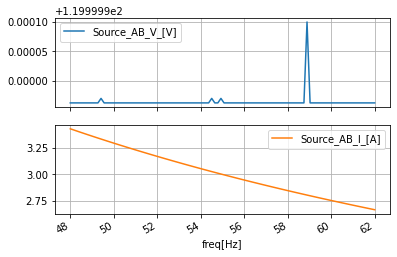 +1.199999e2
0.00010
0.00005
0.00000
Source_AB_V_[V]
3.25
3.00
2.75
Source_AB_I_[A]
48 50 52 54 56 58 60 62
freq[Hz]